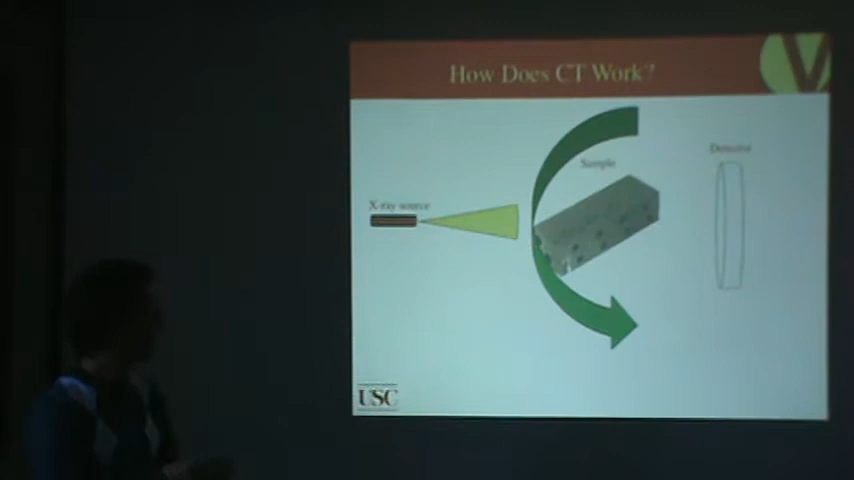 How Does CT Work?
V
Detector
Sample
X-ray source
USC